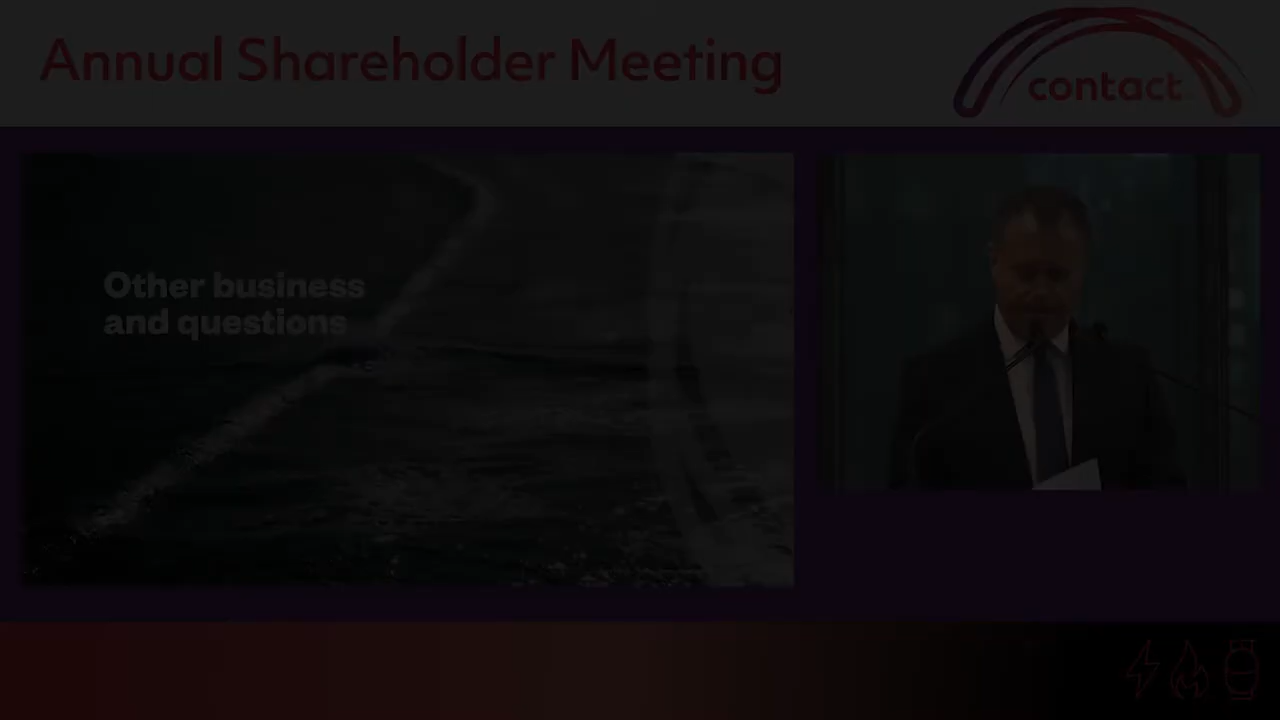 Annual Shareholder Meeting
contact
Other business
and questions